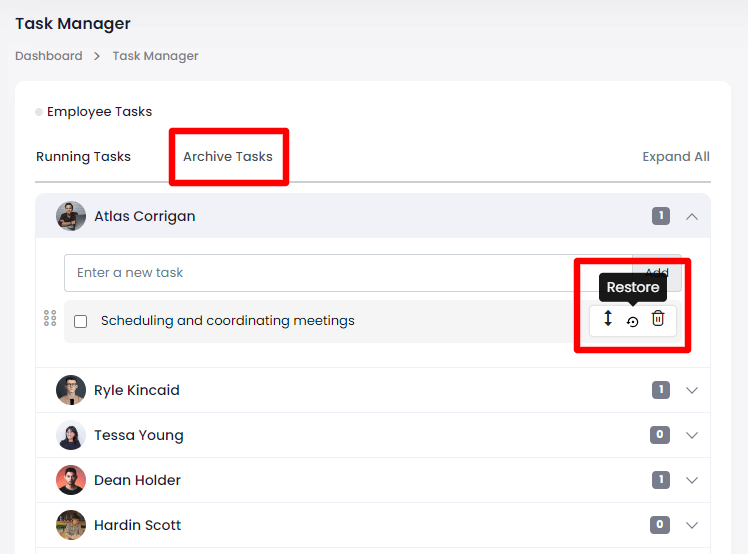 Task Manager
Dashboard > Task Manager
Employee Tasks
Running Tasks Archive Tasks Expand All
Atlas Corrigan 1
Enter a new task Add
Restore
Scheduling and coordinating meetings
Ryle Kincaid 1
Tessa Young 0
Dean Holder 1
Hardin Scott 0